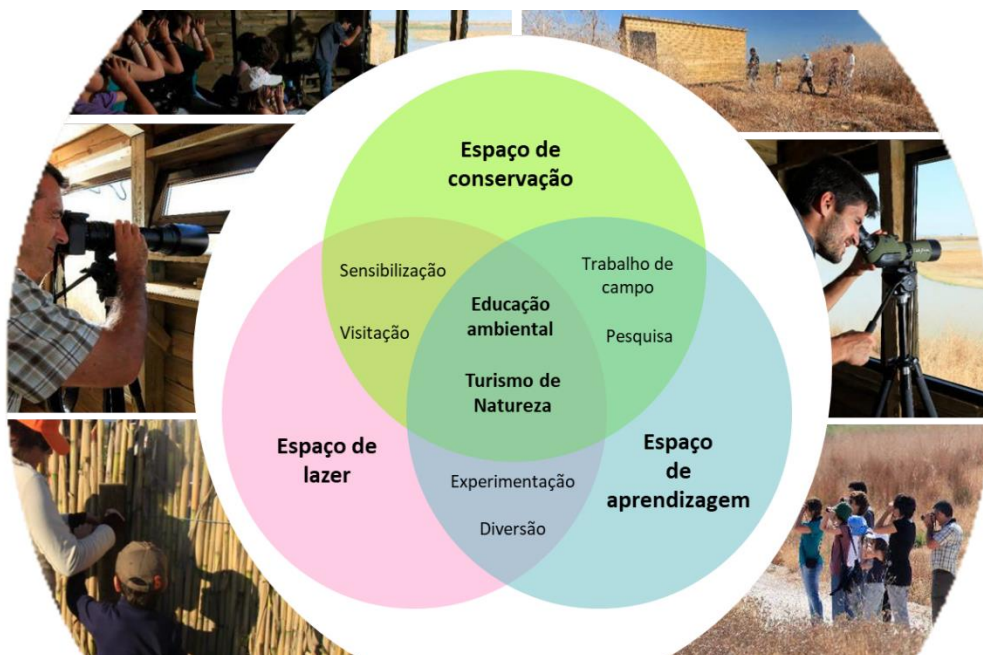 Espaço de
conservação
Sensibilização
Visitação
Trabalho de
campo
Pesquisa
Educação
ambiental
Turismo de
Natureza
Espaço de
lazer
Espaço
de
aprendizagem
Experimentação
Diversão